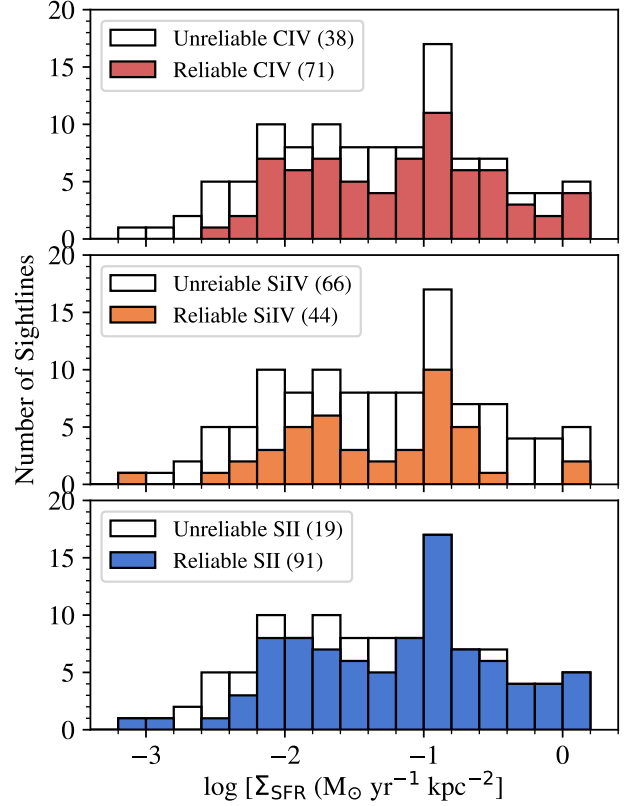 20
15
10
5
0
Unreliable CIV (38)
Reliable CIV (71)
20
15
10
5
0
Unreiable SiIV (66)
Reliable SiIV (44)
Number of Sightlines
20
15
10
5
0
Unreliable SII (19)
Reliable SII (91)
−3 −2 −1 0
log [Σ_SFR (M_⊙ yr⁻¹ kpc⁻²]